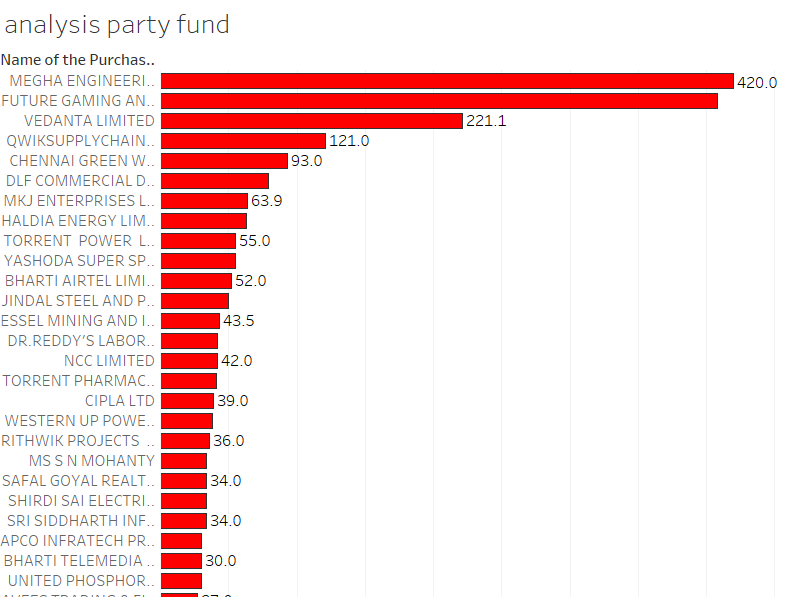 analysis party fund
Name of the Purchas..
MEGHA ENGINEERI.. 420.0
FUTURE GAMING AN..
VEDANTA LIMITED 221.1
QWIKSUPPLYCHAIN.. 121.0
CHENNAI GREEN W.. 93.0
DLF COMMERCIAL D..
MKJ ENTERPRISES L.. 63.9
HALDIA ENERGY LIM..
TORRENT POWER L.. 55.0
YASHODA SUPER SP..
BHARTI AIRTEL LIMI.. 52.0
JINDAL STEEL AND P..
ESSEL MINING AND I.. 43.5
DR.REDDY'S LABOR..
NCC LIMITED 42.0
TORRENT PHARMAC..
CIPLA LTD 39.0
WESTERN UP POWE..
RITHWIK PROJECTS .. 36.0
MS S N MOHANTY
SAFAL GOYAL REALT.. 34.0
SHIRDI SAI ELECTRI..
SRI SIDDHARTH INF.. 34.0
APCO INFRATECH PR..
BHARTI TELEMEDIA .. 30.0
UNITED PHOSPHOR..